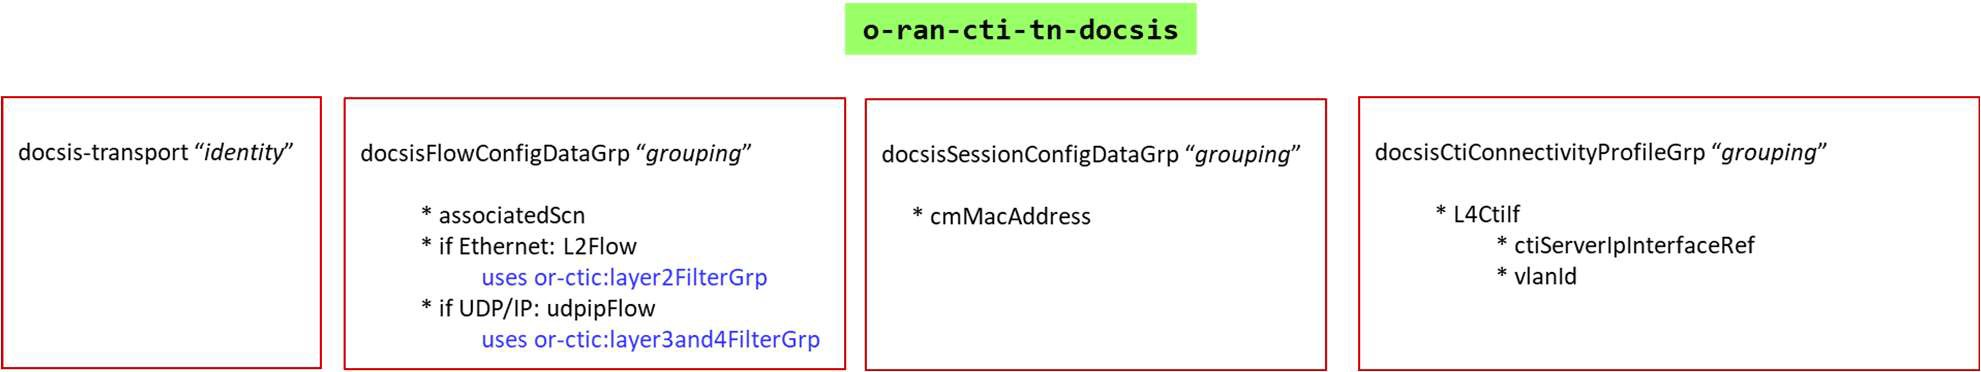 o-ran-cti-tn-docsis
docsis-transport “identity”
docsisFlowConfigDataGrp “grouping”
* associatedScn
* if Ethernet: L2Flow
uses or-ctic:layer2FilterGrp
* if UDP/IP: udpipFlow
uses or-ctic:layer3and4FilterGrp
docsisSessionConfigDataGrp “grouping”
* cmMacAddress
docsisCtiConnectivityProfileGrp “grouping”
* L4CtiIf
* ctiServerIpInterfaceRef
* vlanId